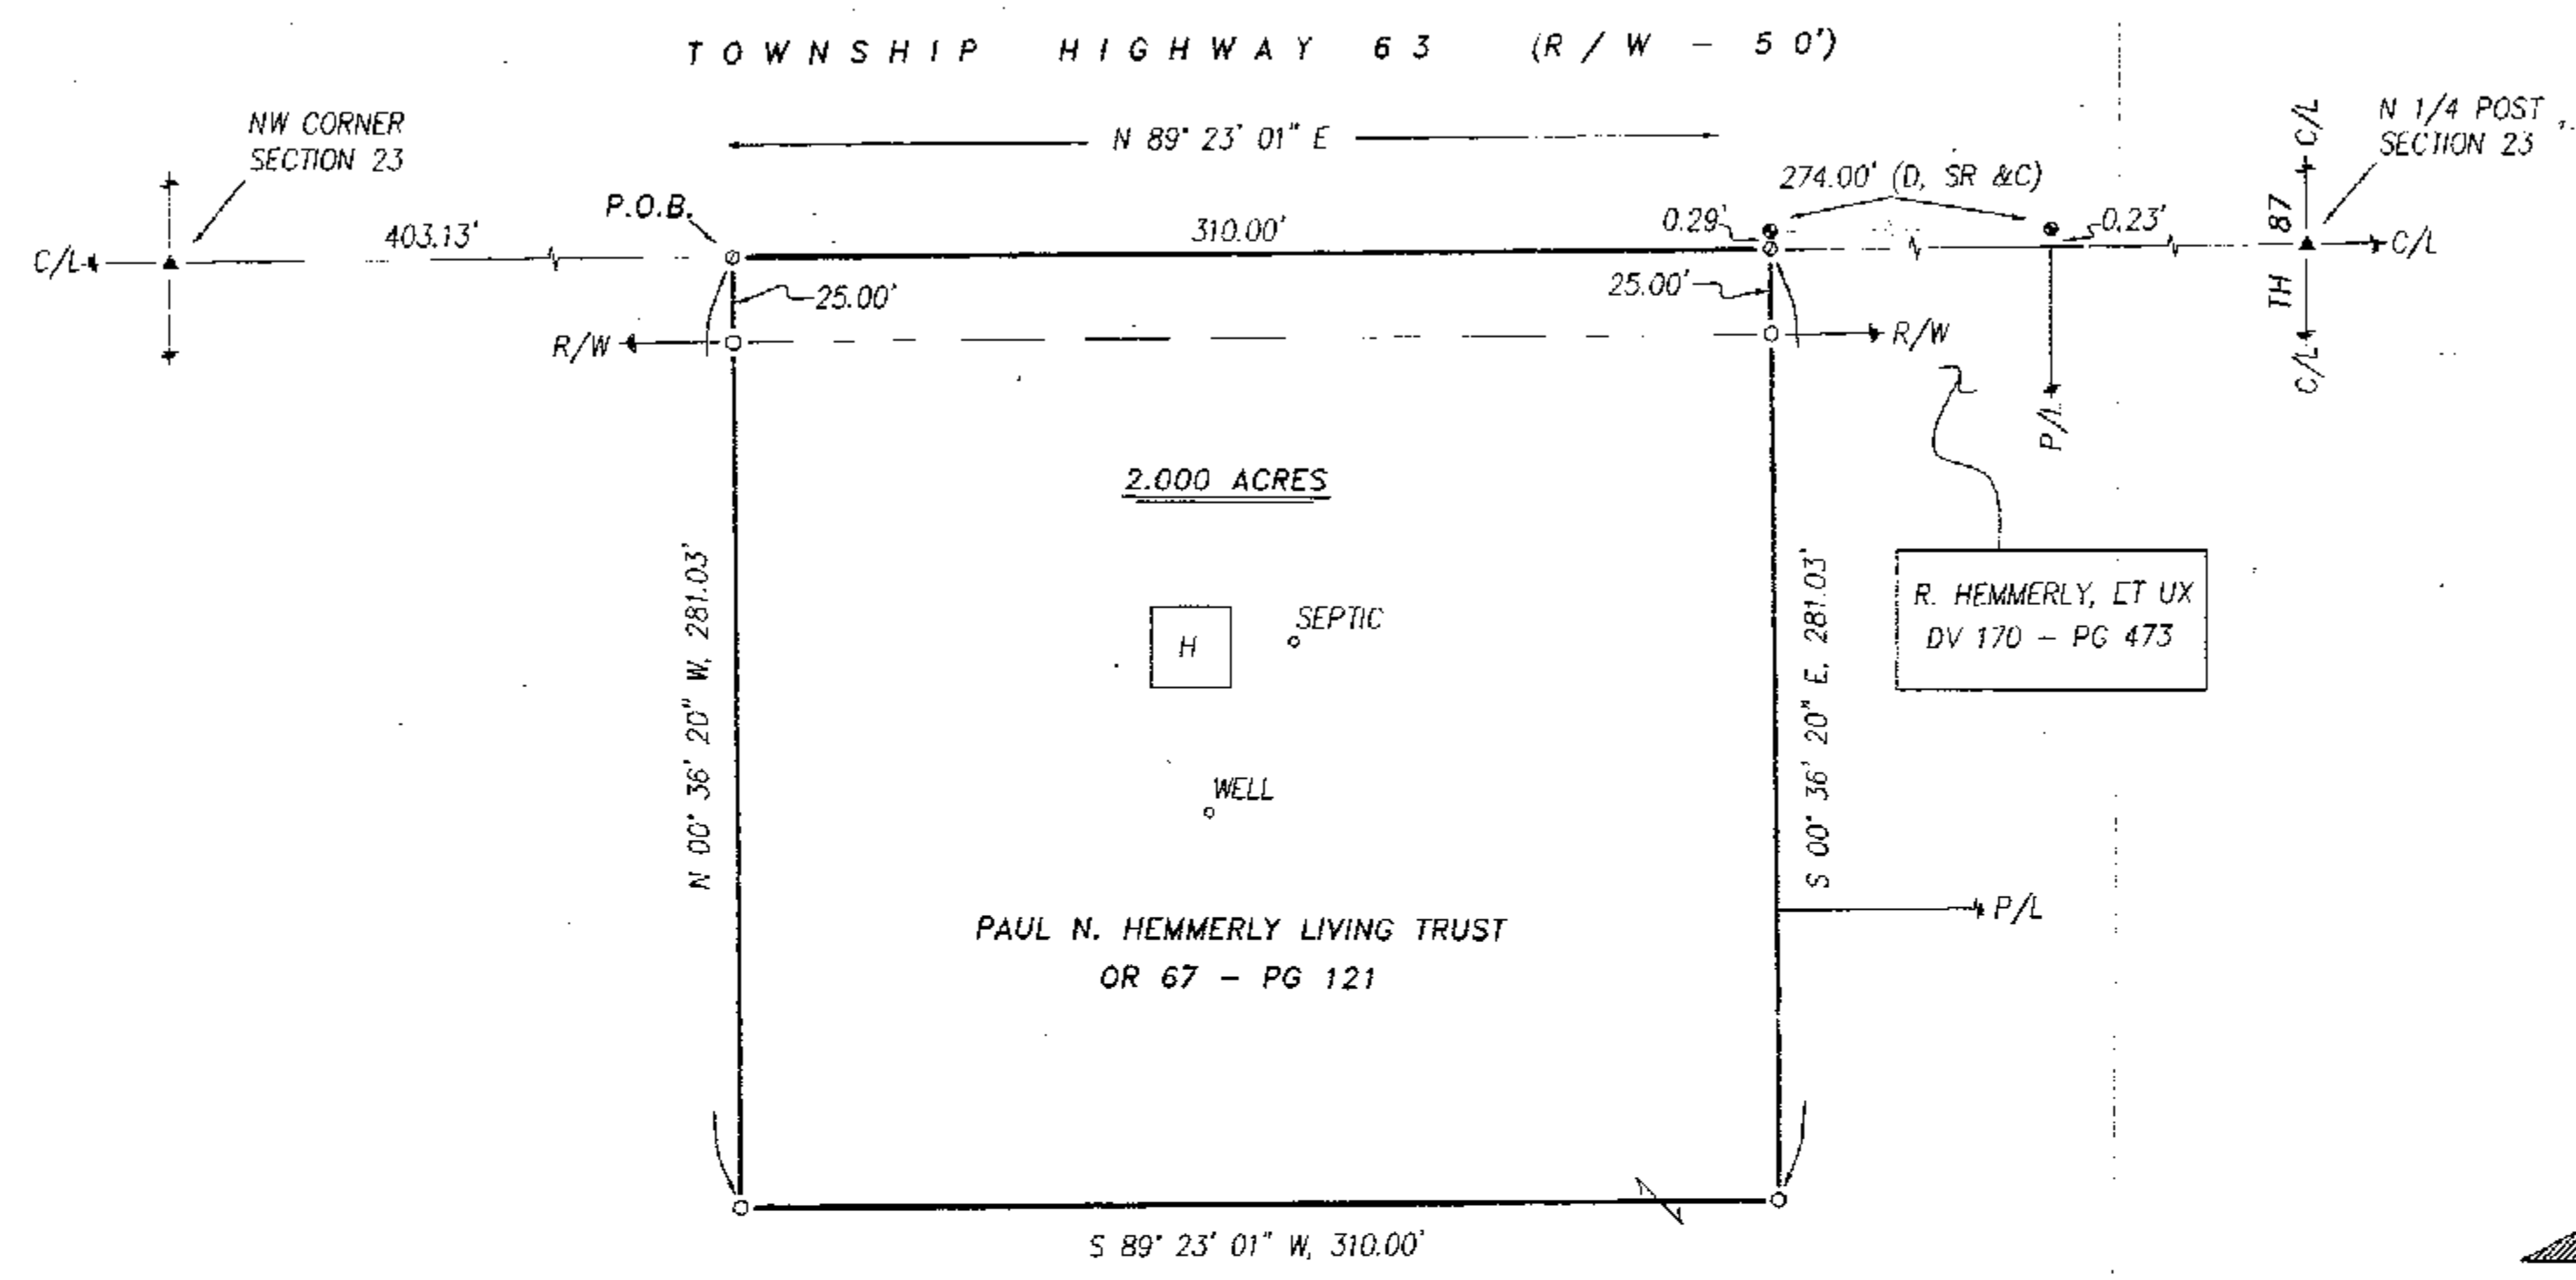 TOWNSHIP HIGHWAY 63 (R/W - 50')
NW CORNER
SECTION 23
N 89° 23' 01" E
N 1/4 POST
SECTION 23
C/L
TH 87
C/L
274.00' (D, SR &C)
P.O.B.
403.13'
310.00'
0.29'
0.23'
C/L
C/L
25.00'
25.00'
R/W
R/W
P/L
2.000 ACRES
N 00° 36' 20" W, 281.03'
S 00° 36' 20" E, 281.03'
R. HEMMERLY, ET UX
DV 170 - PG 473
SEPTIC
H
WELL
P/L
PAUL N. HEMMERLY LIVING TRUST
OR 67 - PG 121
S 89° 23' 01" W, 310.00'